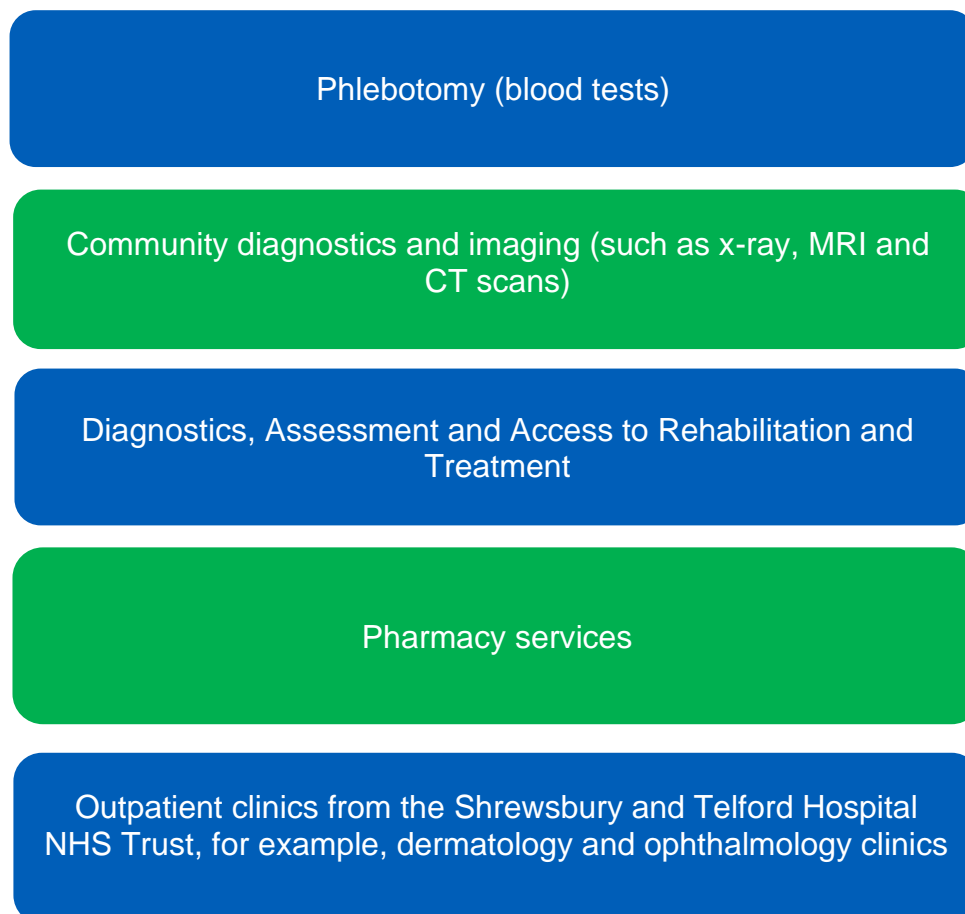 Phlebotomy (blood tests)
Community diagnostics and imaging (such as x-ray, MRI and
CT scans)
Diagnostics, Assessment and Access to Rehabilitation and
Treatment
Pharmacy services
Outpatient clinics from the Shrewsbury and Telford Hospital
NHS Trust, for example, dermatology and ophthalmology clinics